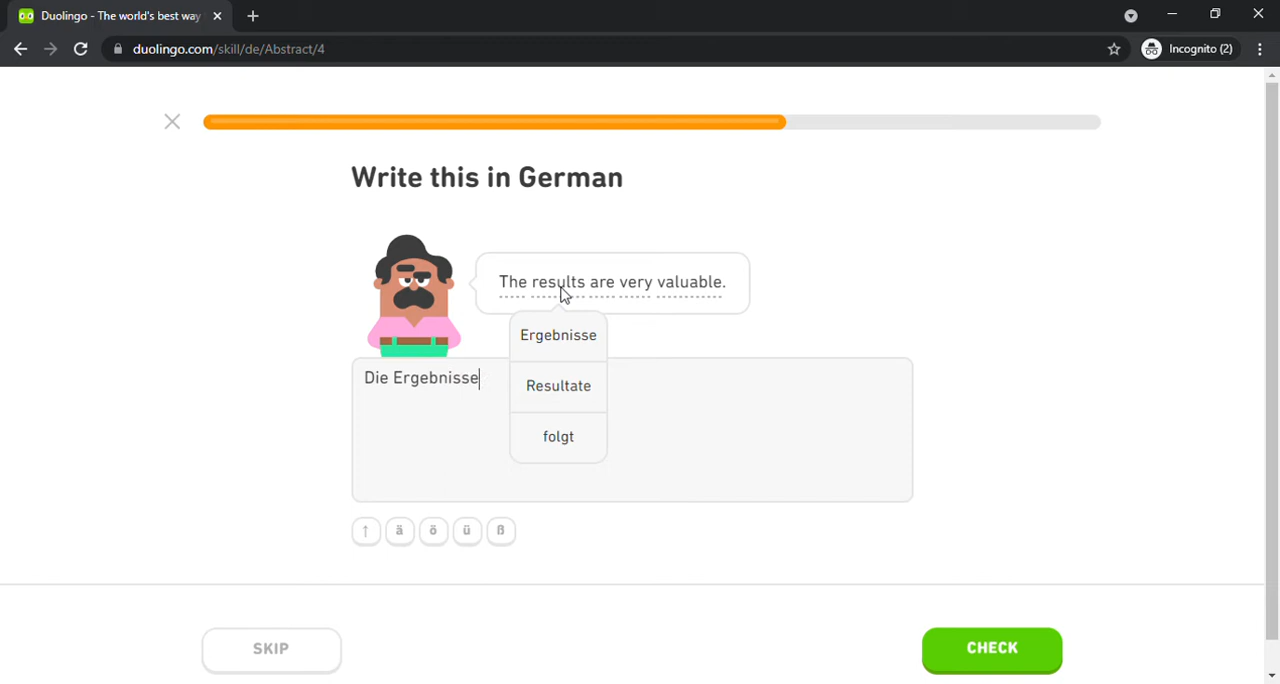 Duolingo - The world's best way
duolingo.com/skill/de/Abstract/4
Incognito (2)
Write this in German
The results are very valuable.
Ergebnisse
Resultate
folgt
Die Ergebnisse
↑ ä ö ü ß
SKIP
CHECK